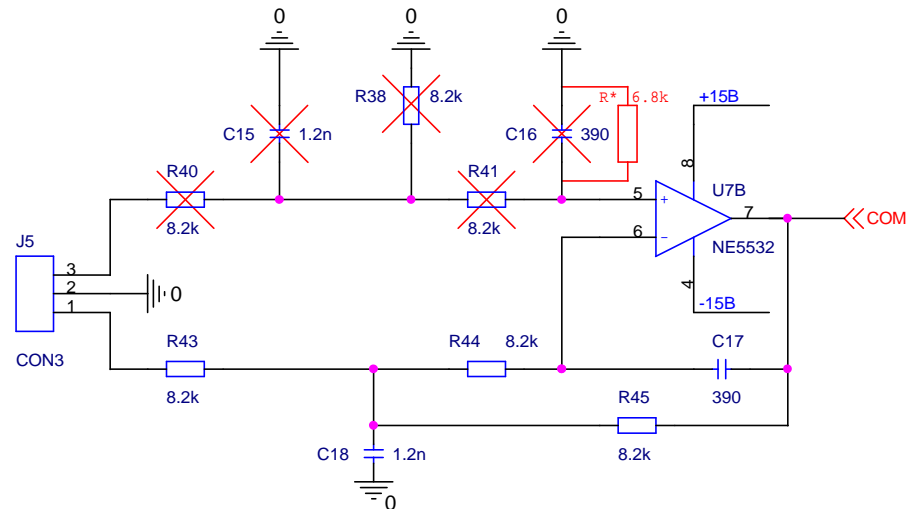 0
0
0
R38
8.2k
R* 6.8k
+15B
C15
1.2n
C16
390
8
R40
R41
U7B
5
+
7
COM
8.2k
8.2k
6
−
NE5532
J5
3
2
0
1
4
-15B
R43
R44
8.2k
C17
CON3
8.2k
390
R45
C18
1.2n
8.2k
0